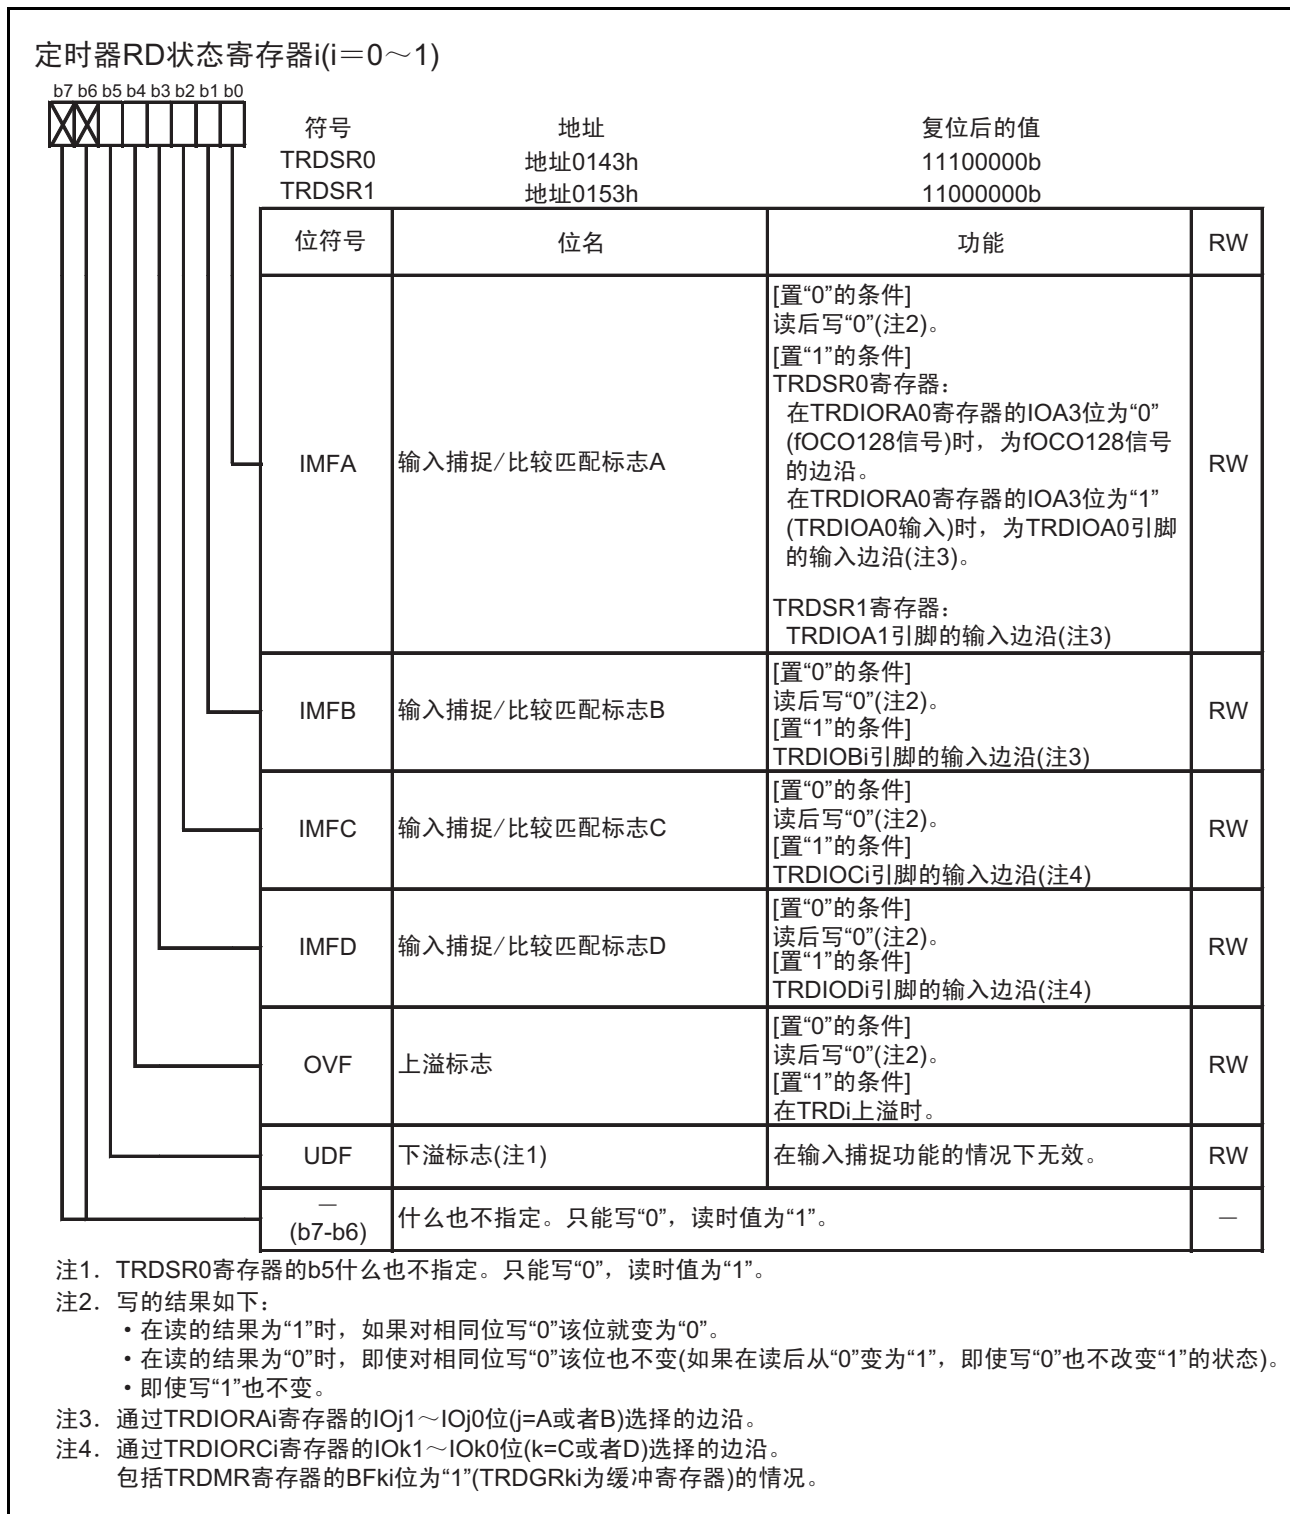 定时器RD状态寄存器i(i＝0～1)
b7 b6 b5 b4 b3 b2 b1 b0
符号 地址 复位后的值
TRDSR0 地址0143h 11100000b
TRDSR1 地址0153h 11000000b
位符号 位名 功能 RW
[置“0”的条件]
读后写“0”(注2)。
[置“1”的条件]
TRDSR0寄存器：
在TRDIORA0寄存器的IOA3位为“0”
(fOCO128信号)时，为fOCO128信号
的边沿。
在TRDIORA0寄存器的IOA3位为“1”
(TRDIOA0输入)时，为TRDIOA0引脚
的输入边沿(注3)。
TRDSR1寄存器：
TRDIOA1引脚的输入边沿(注3)
IMFA 输入捕捉/比较匹配标志A RW
[置“0”的条件]
读后写“0”(注2)。
[置“1”的条件]
TRDIOBi引脚的输入边沿(注3)
IMFB 输入捕捉/比较匹配标志B RW
[置“0”的条件]
读后写“0”(注2)。
[置“1”的条件]
TRDIOCi引脚的输入边沿(注4)
IMFC 输入捕捉/比较匹配标志C RW
[置“0”的条件]
读后写“0”(注2)。
[置“1”的条件]
TRDIODi引脚的输入边沿(注4)
IMFD 输入捕捉/比较匹配标志D RW
[置“0”的条件]
读后写“0”(注2)。
[置“1”的条件]
在TRDi上溢时。
OVF 上溢标志 RW
UDF 下溢标志(注1) 在输入捕捉功能的情况下无效。 RW
—
(b7-b6) 什么也不指定。只能写“0”，读时值为“1”。 —
注1．TRDSR0寄存器的b5什么也不指定。只能写“0”，读时值为“1”。
注2．写的结果如下：
・在读的结果为“1”时，如果对相同位写“0”该位就变为“0”。
・在读的结果为“0”时，即使对相同位写“0”该位也不变(如果在读后从“0”变为“1”，即使写“0”也不改变“1”的状态)。
・即使写“1”也不变。
注3．通过TRDIORAi寄存器的IOj1～IOj0位(j=A或者B)选择的边沿。
注4．通过TRDIORCi寄存器的IOk1～IOk0位(k=C或者D)选择的边沿。
包括TRDMR寄存器的BFki位为“1”(TRDGRki为缓冲寄存器)的情况。